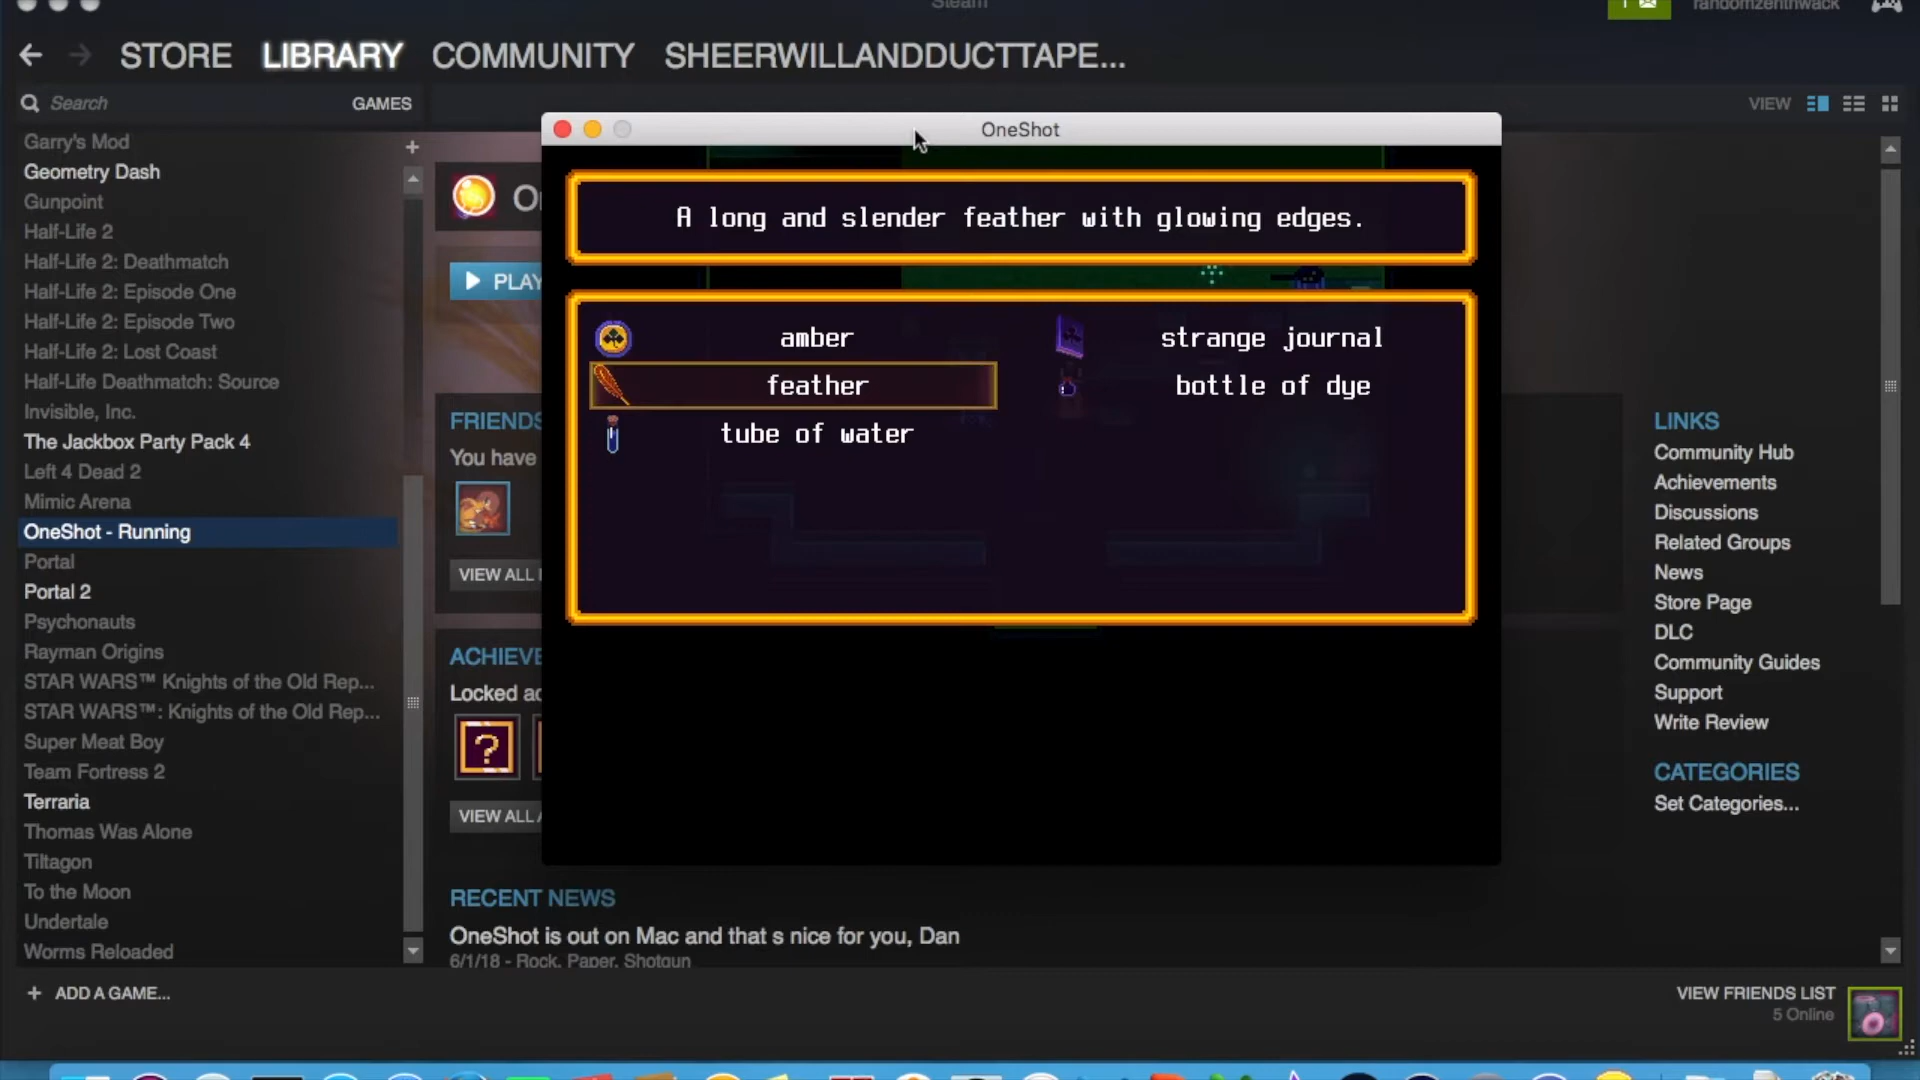 Steam
randomzenthwack
STORE LIBRARY COMMUNITY SHEERWILLANDDUCTTAPE...
Search
GAMES
VIEW
Garry's Mod
Geometry Dash
Gunpoint
Half-Life 2
Half-Life 2: Deathmatch
Half-Life 2: Episode One
Half-Life 2: Episode Two
Half-Life 2: Lost Coast
Half-Life Deathmatch: Source
Invisible, Inc.
The Jackbox Party Pack 4
Left 4 Dead 2
Mimic Arena
OneShot - Running
Portal
Portal 2
Psychonauts
Rayman Origins
STAR WARS™ Knights of the Old Rep...
STAR WARS™: Knights of the Old Rep...
Super Meat Boy
Team Fortress 2
Terraria
Thomas Was Alone
Tiltagon
To the Moon
Undertale
Worms Reloaded
+ ADD A GAME...
PLAY
FRIENDS
You have
VIEW ALL
ACHIEVE
Locked
?
VIEW ALL
RECENT NEWS
OneShot is out on Mac and that s nice for you, Dan
6/1/18 - Rock, Paper, Shotgun
OneShot
A long and slender feather with glowing edges.
amber
strange journal
feather
bottle of dye
tube of water
LINKS
Community Hub
Achievements
Discussions
Related Groups
News
Store Page
DLC
Community Guides
Support
Write Review
CATEGORIES
Set Categories...
VIEW FRIENDS LIST
5 Online